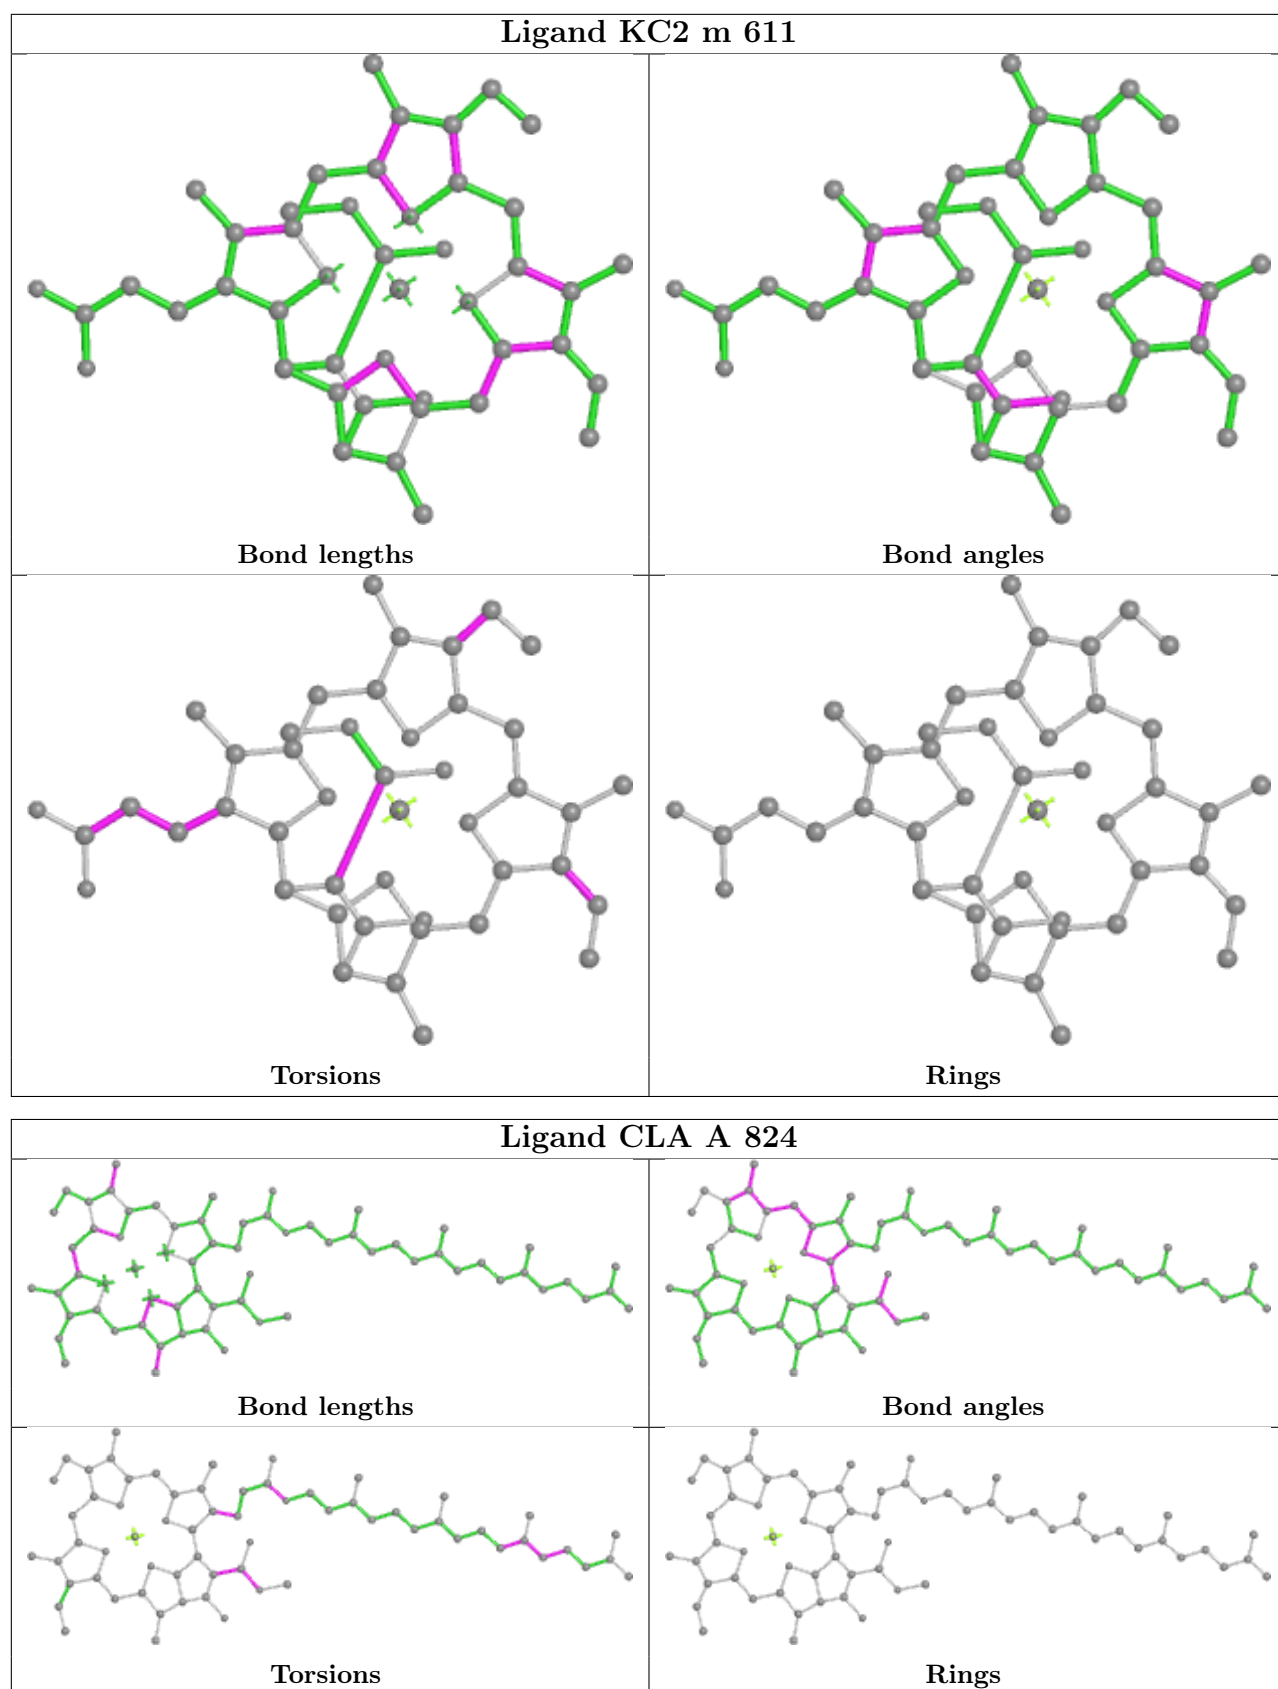 Ligand KC2 m 611
Bond lengths
Bond angles
Torsions
Rings
Ligand CLA A 824
Bond lengths
Bond angles
Torsions
Rings